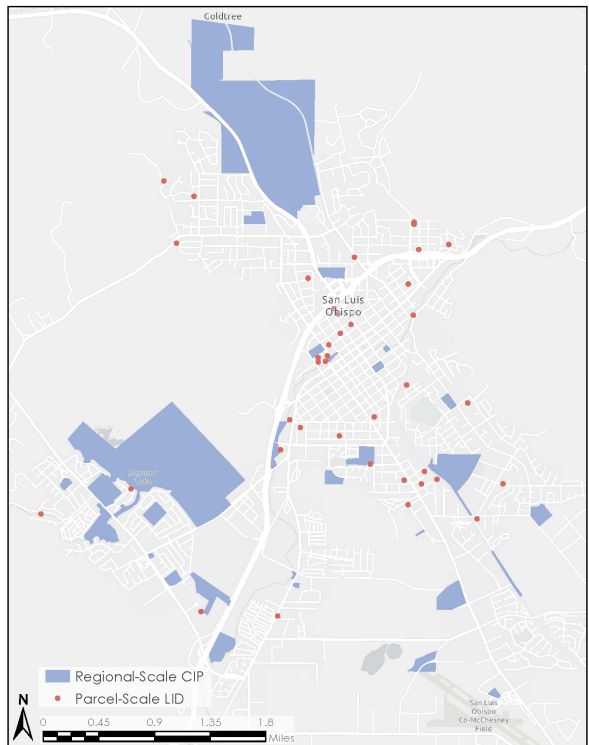 Goldtree
San Luis
Obispo
Laguna
Lake
Regional-Scale CIP
Parcel-Scale LID
N
0 0.45 0.9 1.35 1.8
Miles
San Luis
Obispo
Co-McChesney
Field